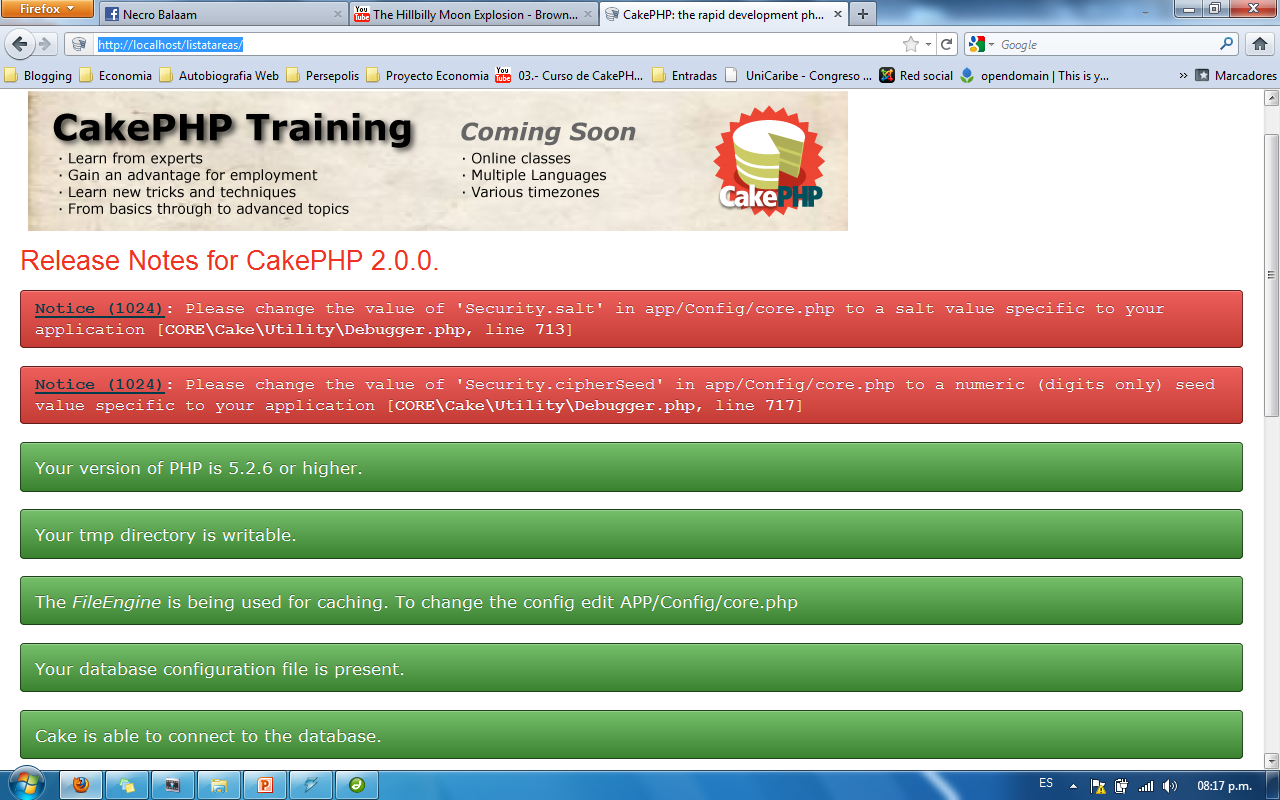 Firefox
Necro Balaam
You Tube The Hillbilly Moon Explosion - Brown...
CakePHP: the rapid development ph...
http://localhost/listatareas/
Google
Blogging Economia Autobiografia Web Persepolis Proyecto Economia You Tube 03.- Curso de CakePH... Entradas UniCaribe - Congreso ... Red social opendomain | This is y... » Marcadores
CakePHP Training
· Learn from experts
· Gain an advantage for employment
· Learn new tricks and techniques
· From basics through to advanced topics
Coming Soon
· Online classes
· Multiple Languages
· Various timezones
CakePHP
Release Notes for CakePHP 2.0.0.
Notice (1024): Please change the value of 'Security.salt' in app/Config/core.php to a salt value specific to your
application [CORE\Cake\Utility\Debugger.php, line 713]
Notice (1024): Please change the value of 'Security.cipherSeed' in app/Config/core.php to a numeric (digits only) seed
value specific to your application [CORE\Cake\Utility\Debugger.php, line 717]
Your version of PHP is 5.2.6 or higher.
Your tmp directory is writable.
The FileEngine is being used for caching. To change the config edit APP/Config/core.php
Your database configuration file is present.
Cake is able to connect to the database.
ES 08:17 p.m.